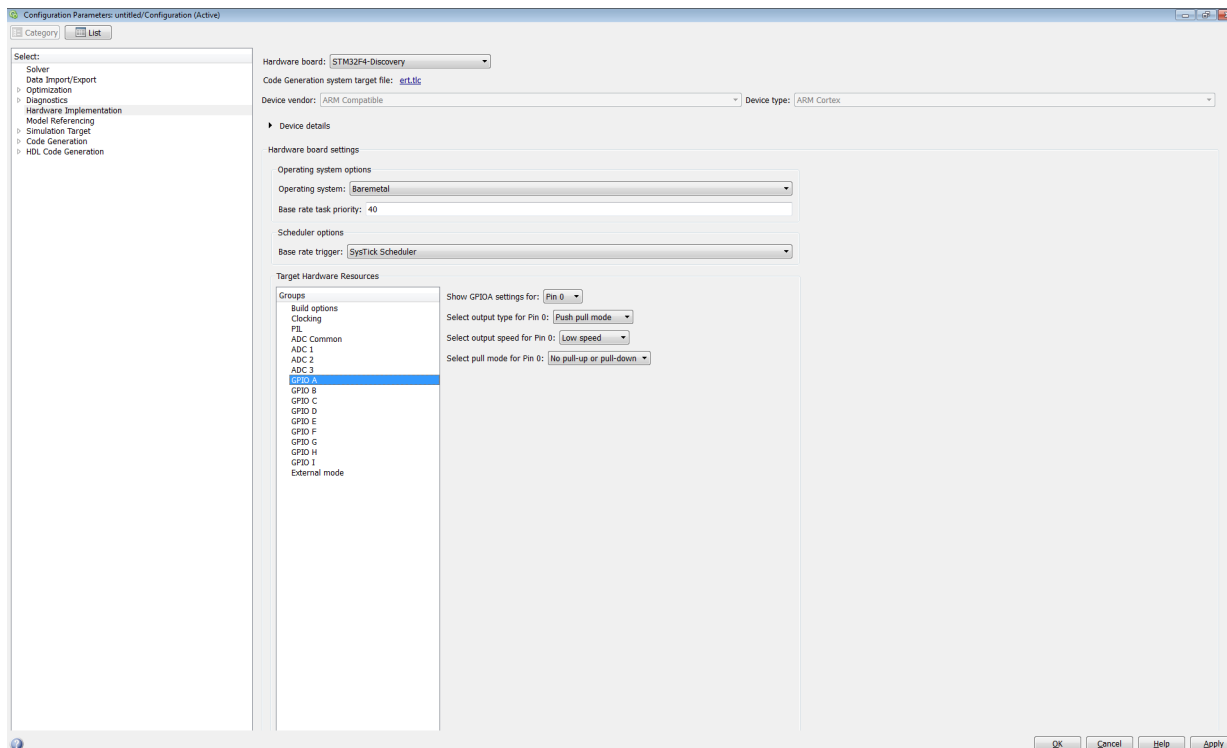 Configuration Parameters: untitled/Configuration (Active)
Category List
Select:
Solver
Data Import/Export
Optimization
Diagnostics
Hardware Implementation
Model Referencing
Simulation Target
Code Generation
HDL Code Generation
Hardware board: STM32F4-Discovery
Code Generation system target file: ert.tlc
Device vendor: ARM Compatible Device type: ARM Cortex
Device details
Hardware board settings
Operating system options
Operating system: Baremetal
Base rate task priority: 40
Scheduler options
Base rate trigger: SysTick Scheduler
Target Hardware Resources
Groups
Build options
Clocking
PIL
ADC Common
ADC 1
ADC 2
ADC 3
GPIO A
GPIO B
GPIO C
GPIO D
GPIO E
GPIO F
GPIO G
GPIO H
GPIO I
External mode
Show GPIOA settings for: Pin 0
Select output type for Pin 0: Push pull mode
Select output speed for Pin 0: Low speed
Select pull mode for Pin 0: No pull-up or pull-down
OK Cancel Help Apply